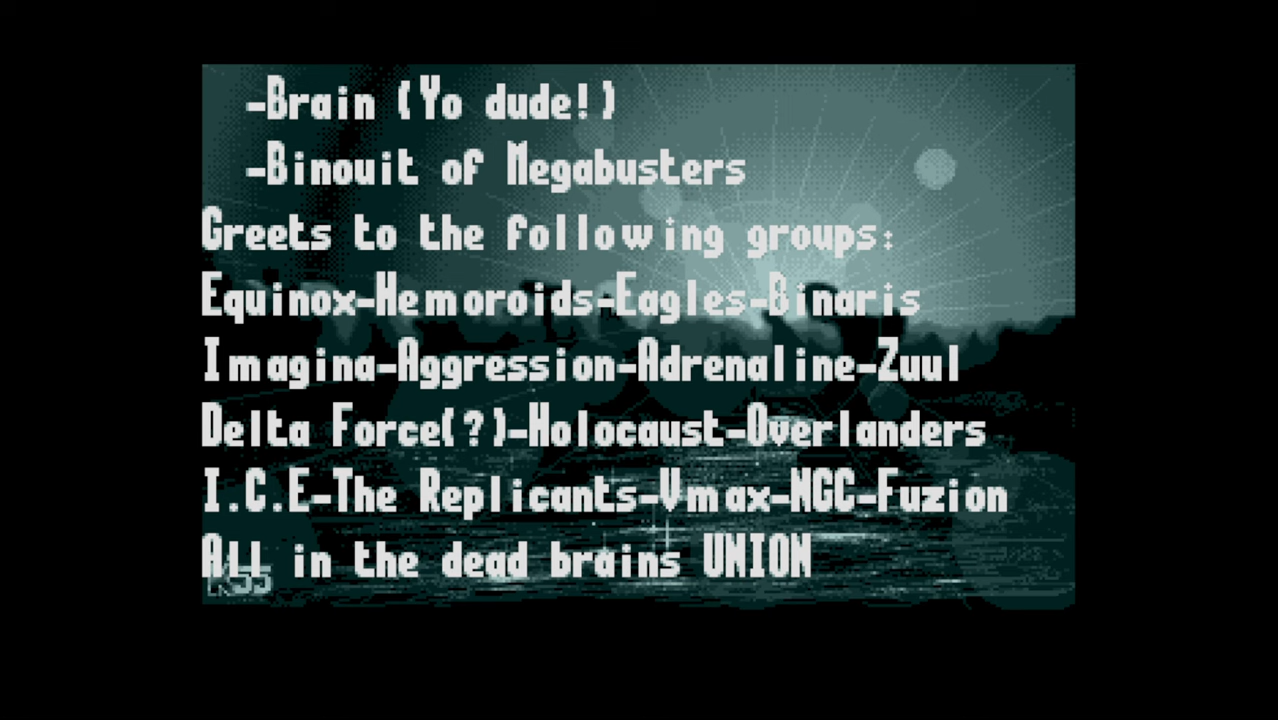 -Brain (Yo dude!)
-Binouit of Megabusters
Greets to the following groups:
Equinox-Hemoroids-Eagles-Binaris
Imagina-Aggression-Adrenaline-Zuul
Delta Force(?)-Holocaust-Overlanders
I.C.E-The Replicants-Vmax-NGC-Fuzion
All in the dead brains UNION